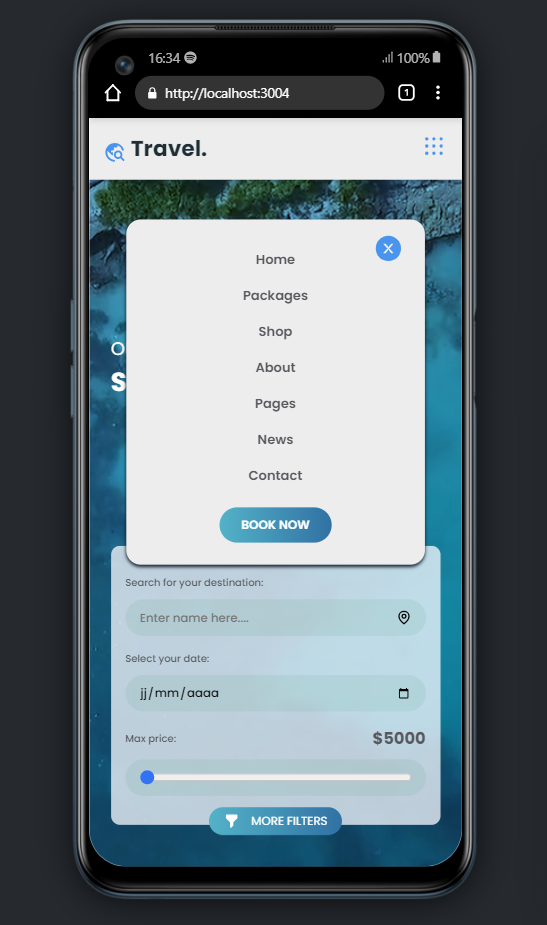 16:34 100%
http://localhost:3004 1
Travel.
X
Home
Packages
Shop
About
Pages
News
Contact
BOOK NOW
O
S
Search for your destination:
Enter name here....
Select your date:
jj/mm/aaaa
Max price: $5000
MORE FILTERS